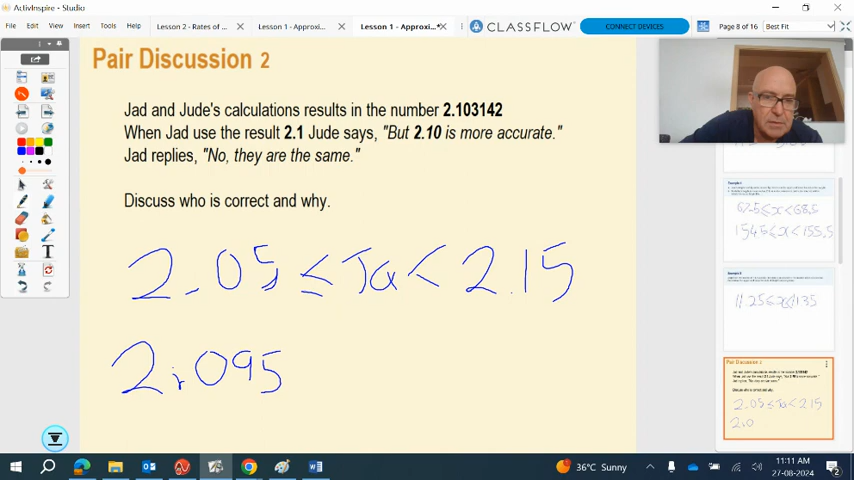 ActivInspire - Studio
File Edit View Insert Tools Help
Lesson 2 - Rates of ...
Lesson 1 - Approxi...
Lesson 1 - Approxi...*
CLASSFLOW
CONNECT DEVICES
Page 8 of 16
Best Fit
Pair Discussion 2
Jad and Jude's calculations results in the number 2.103142
When Jad use the result 2.1 Jude says, "But 2.10 is more accurate."
Jad replies, "No, they are the same."
Discuss who is correct and why.
2.05 ≤ Ja < 2.15
2.095
67.5 ≤ x < 68.5
154.5 ≤ x < 155.5
Pair Discussion 2
2.05 ≤ Ja < 2.15
2.0
36°C Sunny
11:11 AM
27-08-2024
2